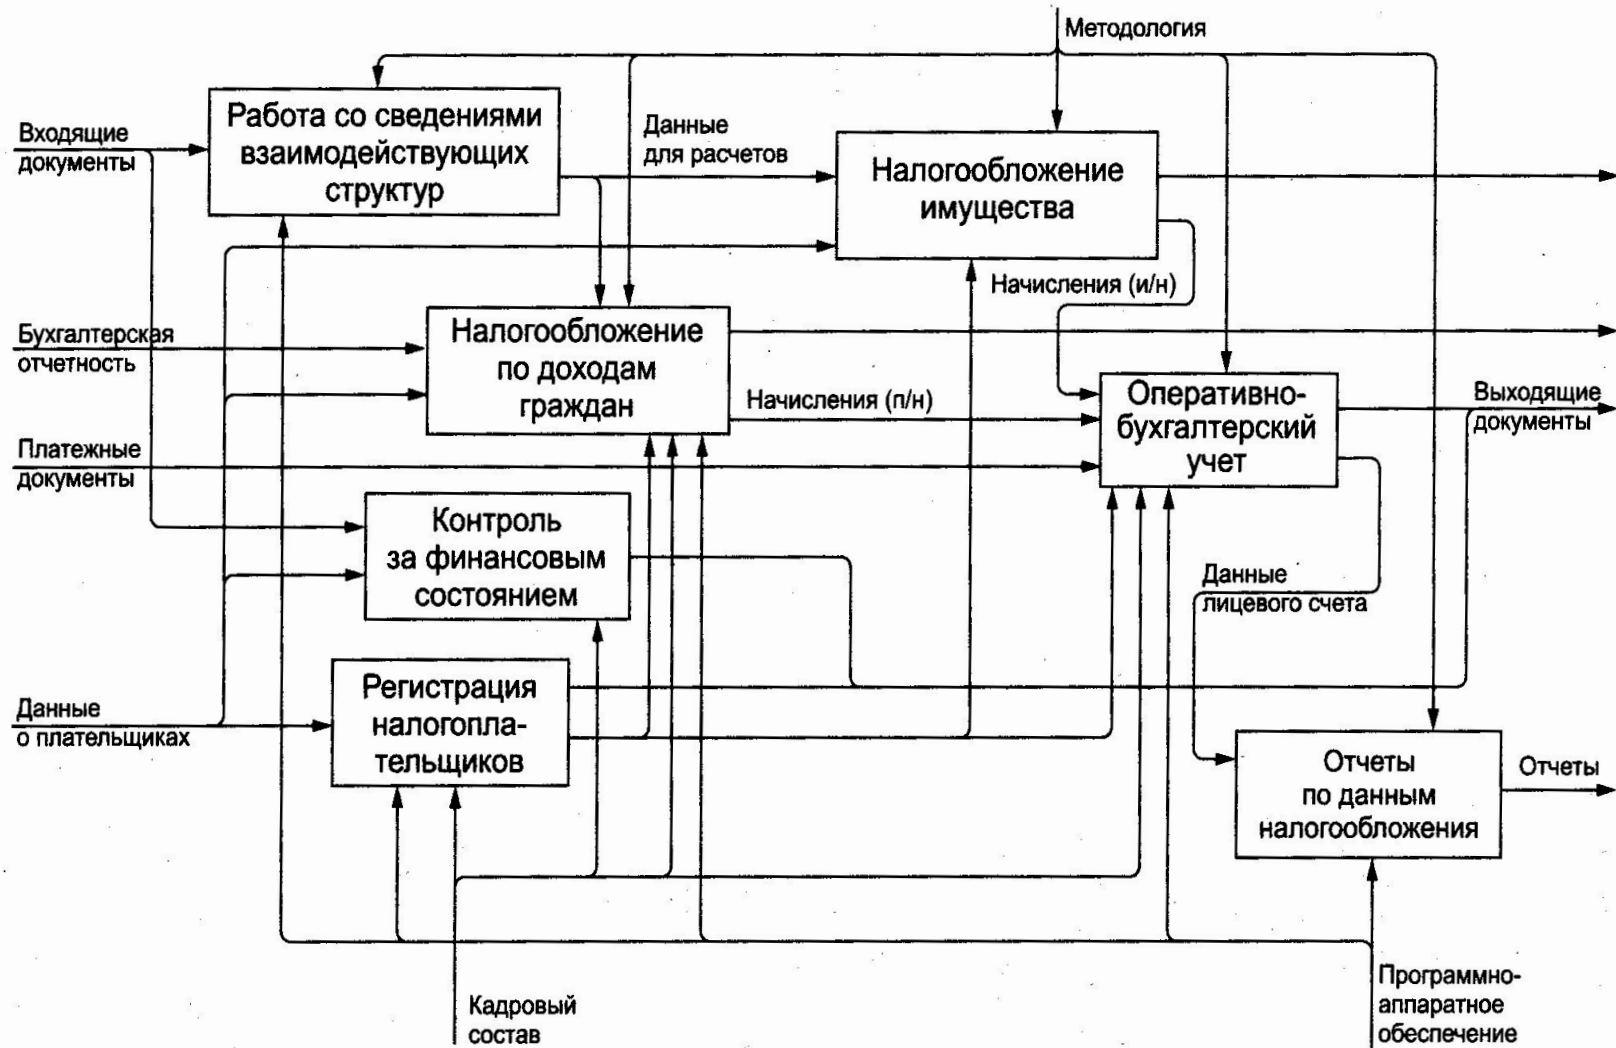 Методология
Работа со сведениями
взаимодействующих
структур
Входящие
документы
Данные
для расчетов
Налогообложение
имущества
Начисления (и/н)
Бухгалтерская
отчетность
Налогообложение
по доходам
граждан
Начисления (п/н)
Оперативно-
бухгалтерский
учет
Выходящие
документы
Платежные
документы
Контроль
за финансовым
состоянием
Данные
лицевого счета
Регистрация
налогопла-
тельщиков
Данные
о плательщиках
Отчеты
по данным
налогообложения
Отчеты
Кадровый
состав
Программно-
аппаратное
обеспечение